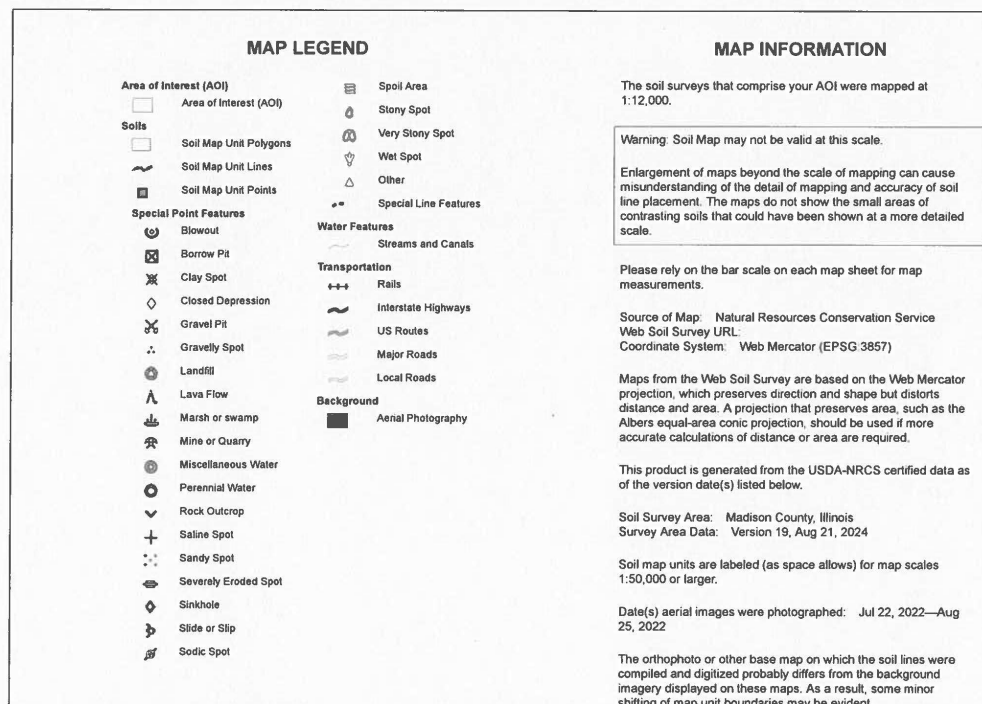 MAP LEGEND
Area of Interest (AOI)
Area of Interest (AOI)
Soils
Soil Map Unit Polygons
Soil Map Unit Lines
Soil Map Unit Points
Special Point Features
Blowout
Borrow Pit
Clay Spot
Closed Depression
Gravel Pit
Gravelly Spot
Landfill
Lava Flow
Marsh or swamp
Mine or Quarry
Miscellaneous Water
Perennial Water
Rock Outcrop
Saline Spot
Sandy Spot
Severely Eroded Spot
Sinkhole
Slide or Slip
Sodic Spot
Spoil Area
Stony Spot
Very Stony Spot
Wet Spot
Other
Special Line Features
Water Features
Streams and Canals
Transportation
Rails
Interstate Highways
US Routes
Major Roads
Local Roads
Background
Aerial Photography
MAP INFORMATION
The soil surveys that comprise your AOI were mapped at
1:12,000.
Warning: Soil Map may not be valid at this scale.
Enlargement of maps beyond the scale of mapping can cause
misunderstanding of the detail of mapping and accuracy of soil
line placement. The maps do not show the small areas of
contrasting soils that could have been shown at a more detailed
scale.
Please rely on the bar scale on each map sheet for map
measurements.
Source of Map: Natural Resources Conservation Service
Web Soil Survey URL:
Coordinate System: Web Mercator (EPSG:3857)
Maps from the Web Soil Survey are based on the Web Mercator
projection, which preserves direction and shape but distorts
distance and area. A projection that preserves area, such as the
Albers equal-area conic projection, should be used if more
accurate calculations of distance or area are required.
This product is generated from the USDA-NRCS certified data as
of the version date(s) listed below.
Soil Survey Area: Madison County, Illinois
Survey Area Data: Version 19, Aug 21, 2024
Soil map units are labeled (as space allows) for map scales
1:50,000 or larger.
Date(s) aerial images were photographed: Jul 22, 2022—Aug
25, 2022
The orthophoto or other base map on which the soil lines were
compiled and digitized probably differs from the background
imagery displayed on these maps. As a result, some minor
shifting of map unit boundaries may be evident.